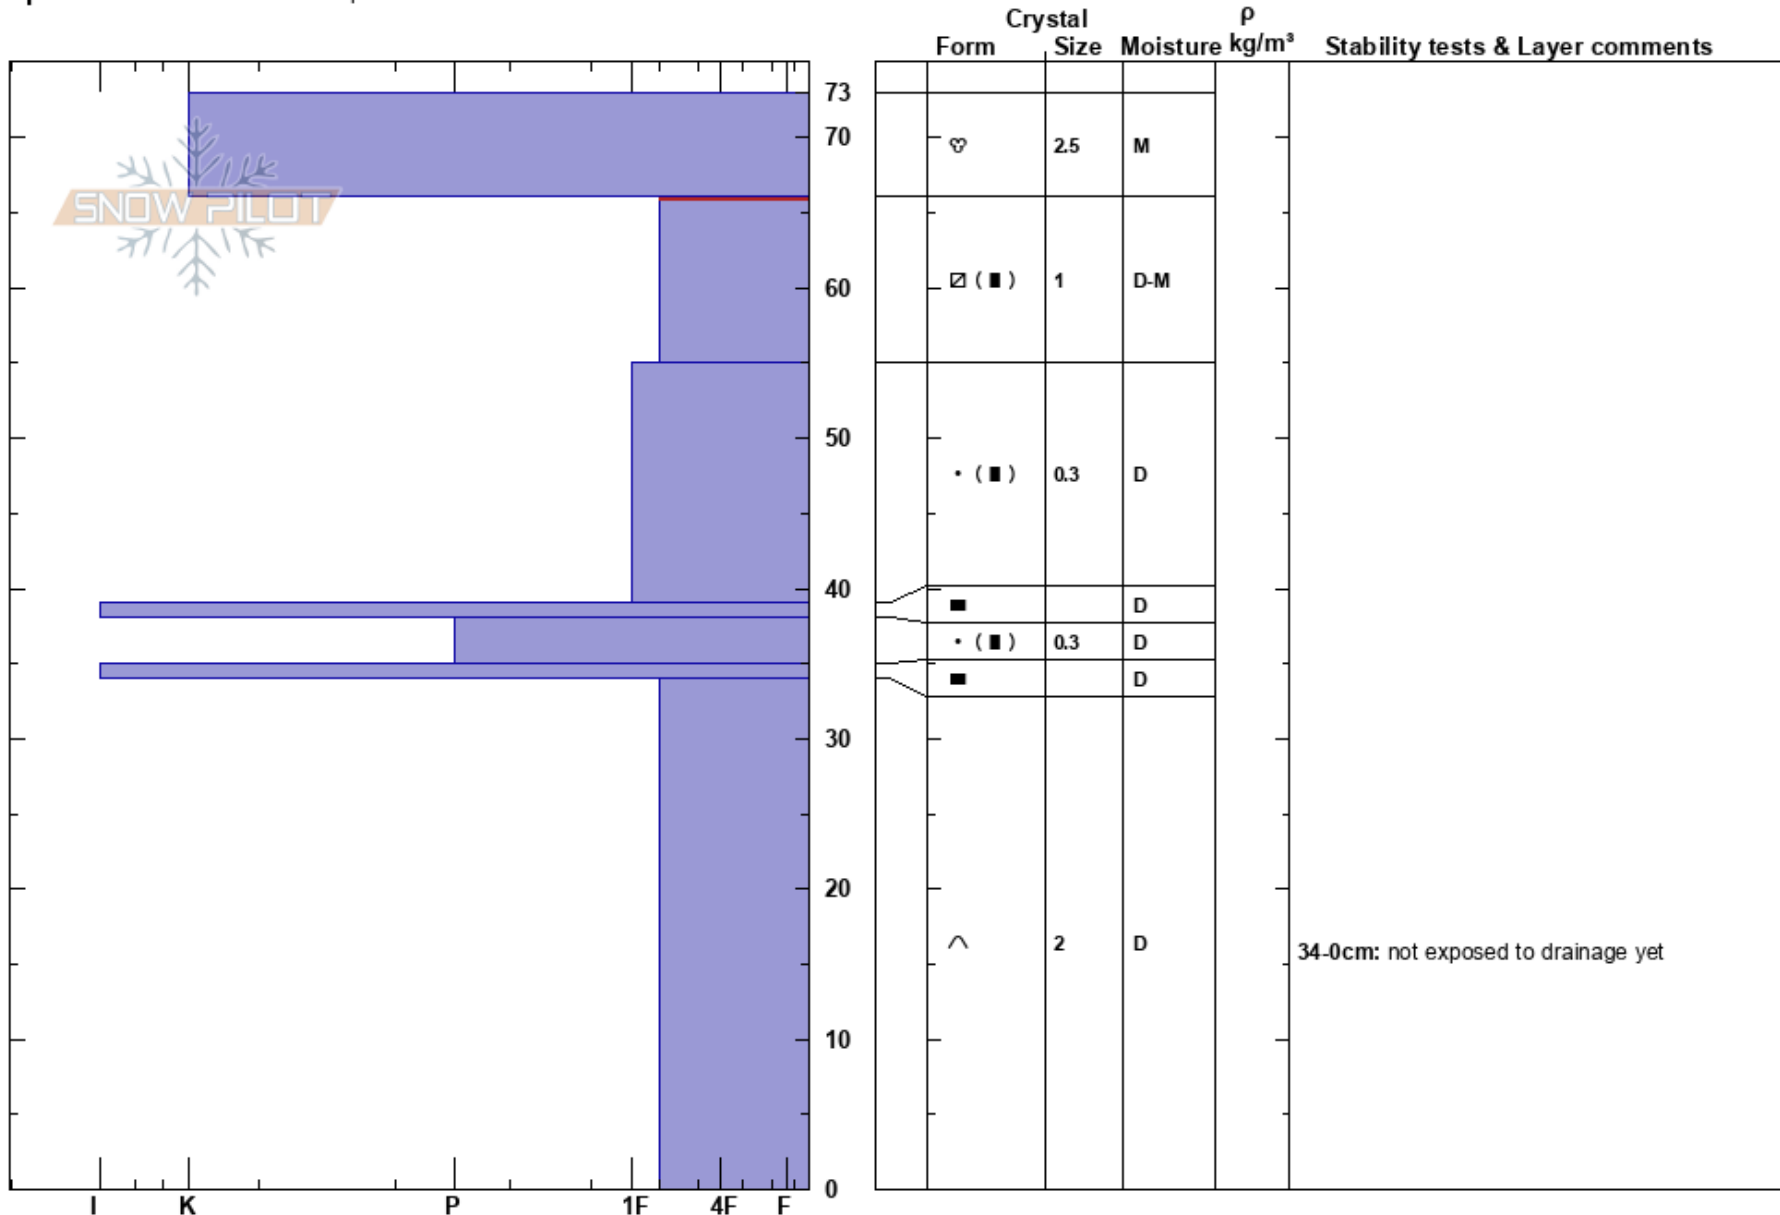 Crystal ρ
Form Size Moisture kg/m³ Stability tests & Layer comments
73
70 2.5 M
SNOW PILOT
60 ( ) 1 D-M
50
• ( ) 0.3 D
40
D
• ( ) 0.3 D
D
30
20
2 D
34-0cm: not exposed to drainage yet
10
0
I K P 1F 4F F